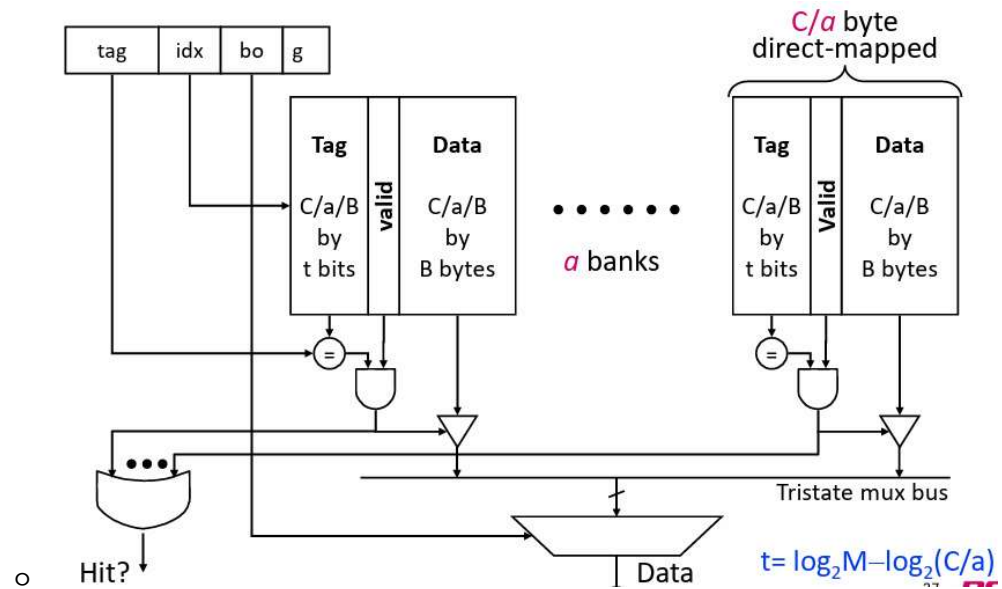 C/a byte
direct-mapped
tag idx bo g
Tag valid Data
C/a/B by t bits
C/a/B by B bytes
a banks
Tag Valid Data
C/a/B by t bits
C/a/B by B bytes
=
=
Tristate mux bus
Hit?
Data
t= log₂M–log₂(C/a)
27